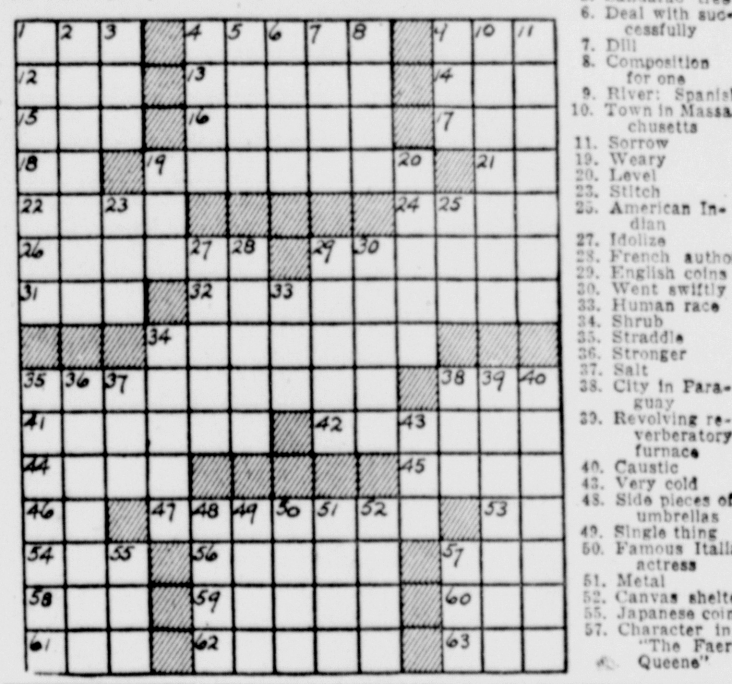 1 2 3 4 5 6 7 8 9 10 11
12 13 14
15 16 17
18 19 20 21
22 23 24 25
26 27 28 29 30
31 32 33
34
35 36 37 38 39 40
41 42 43
44 45
46 47 48 49 50 51 52 53
54 55 56 57
58 59 60
61 62 63
6. Deal with suc-
cessfully
7. Dill
8. Composition
for one
9. River: Spanish
10. Town in Massa-
chusetts
11. Sorrow
19. Weary
20. Level
23. Stitch
25. American In-
dian
27. Idolize
28. French autho
29. English coins
30. Went swiftly
33. Human race
34. Shrub
35. Straddle
36. Stronger
37. Salt
38. City in Para-
guay
39. Revolving re-
verberatory
furnace
40. Caustic
43. Very cold
48. Side pieces of
umbrellas
49. Single thing
50. Famous Itali
actress
51. Metal
52. Canvas shelte
55. Japanese coin
57. Character in
"The Faer
Queene"